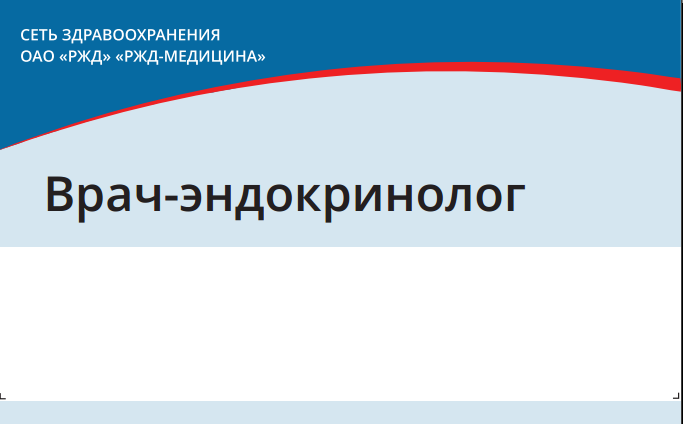 СЕТЬ ЗДРАВООХРАНЕНИЯ
ОАО «РЖД» «РЖД-МЕДИЦИНА»
Врач-эндокринолог